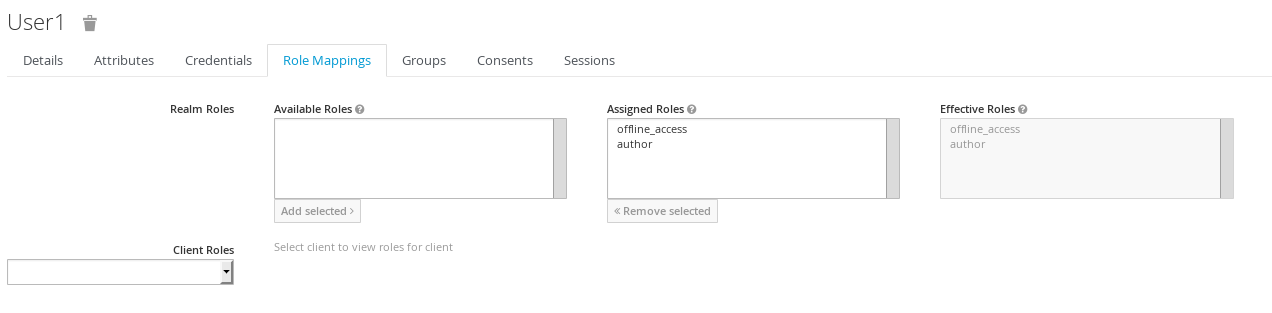 User1
Details Attributes Credentials Role Mappings Groups Consents Sessions
Realm Roles Available Roles Assigned Roles Effective Roles
offline_access offline_access
author author
Add selected Remove selected
Client Roles Select client to view roles for client